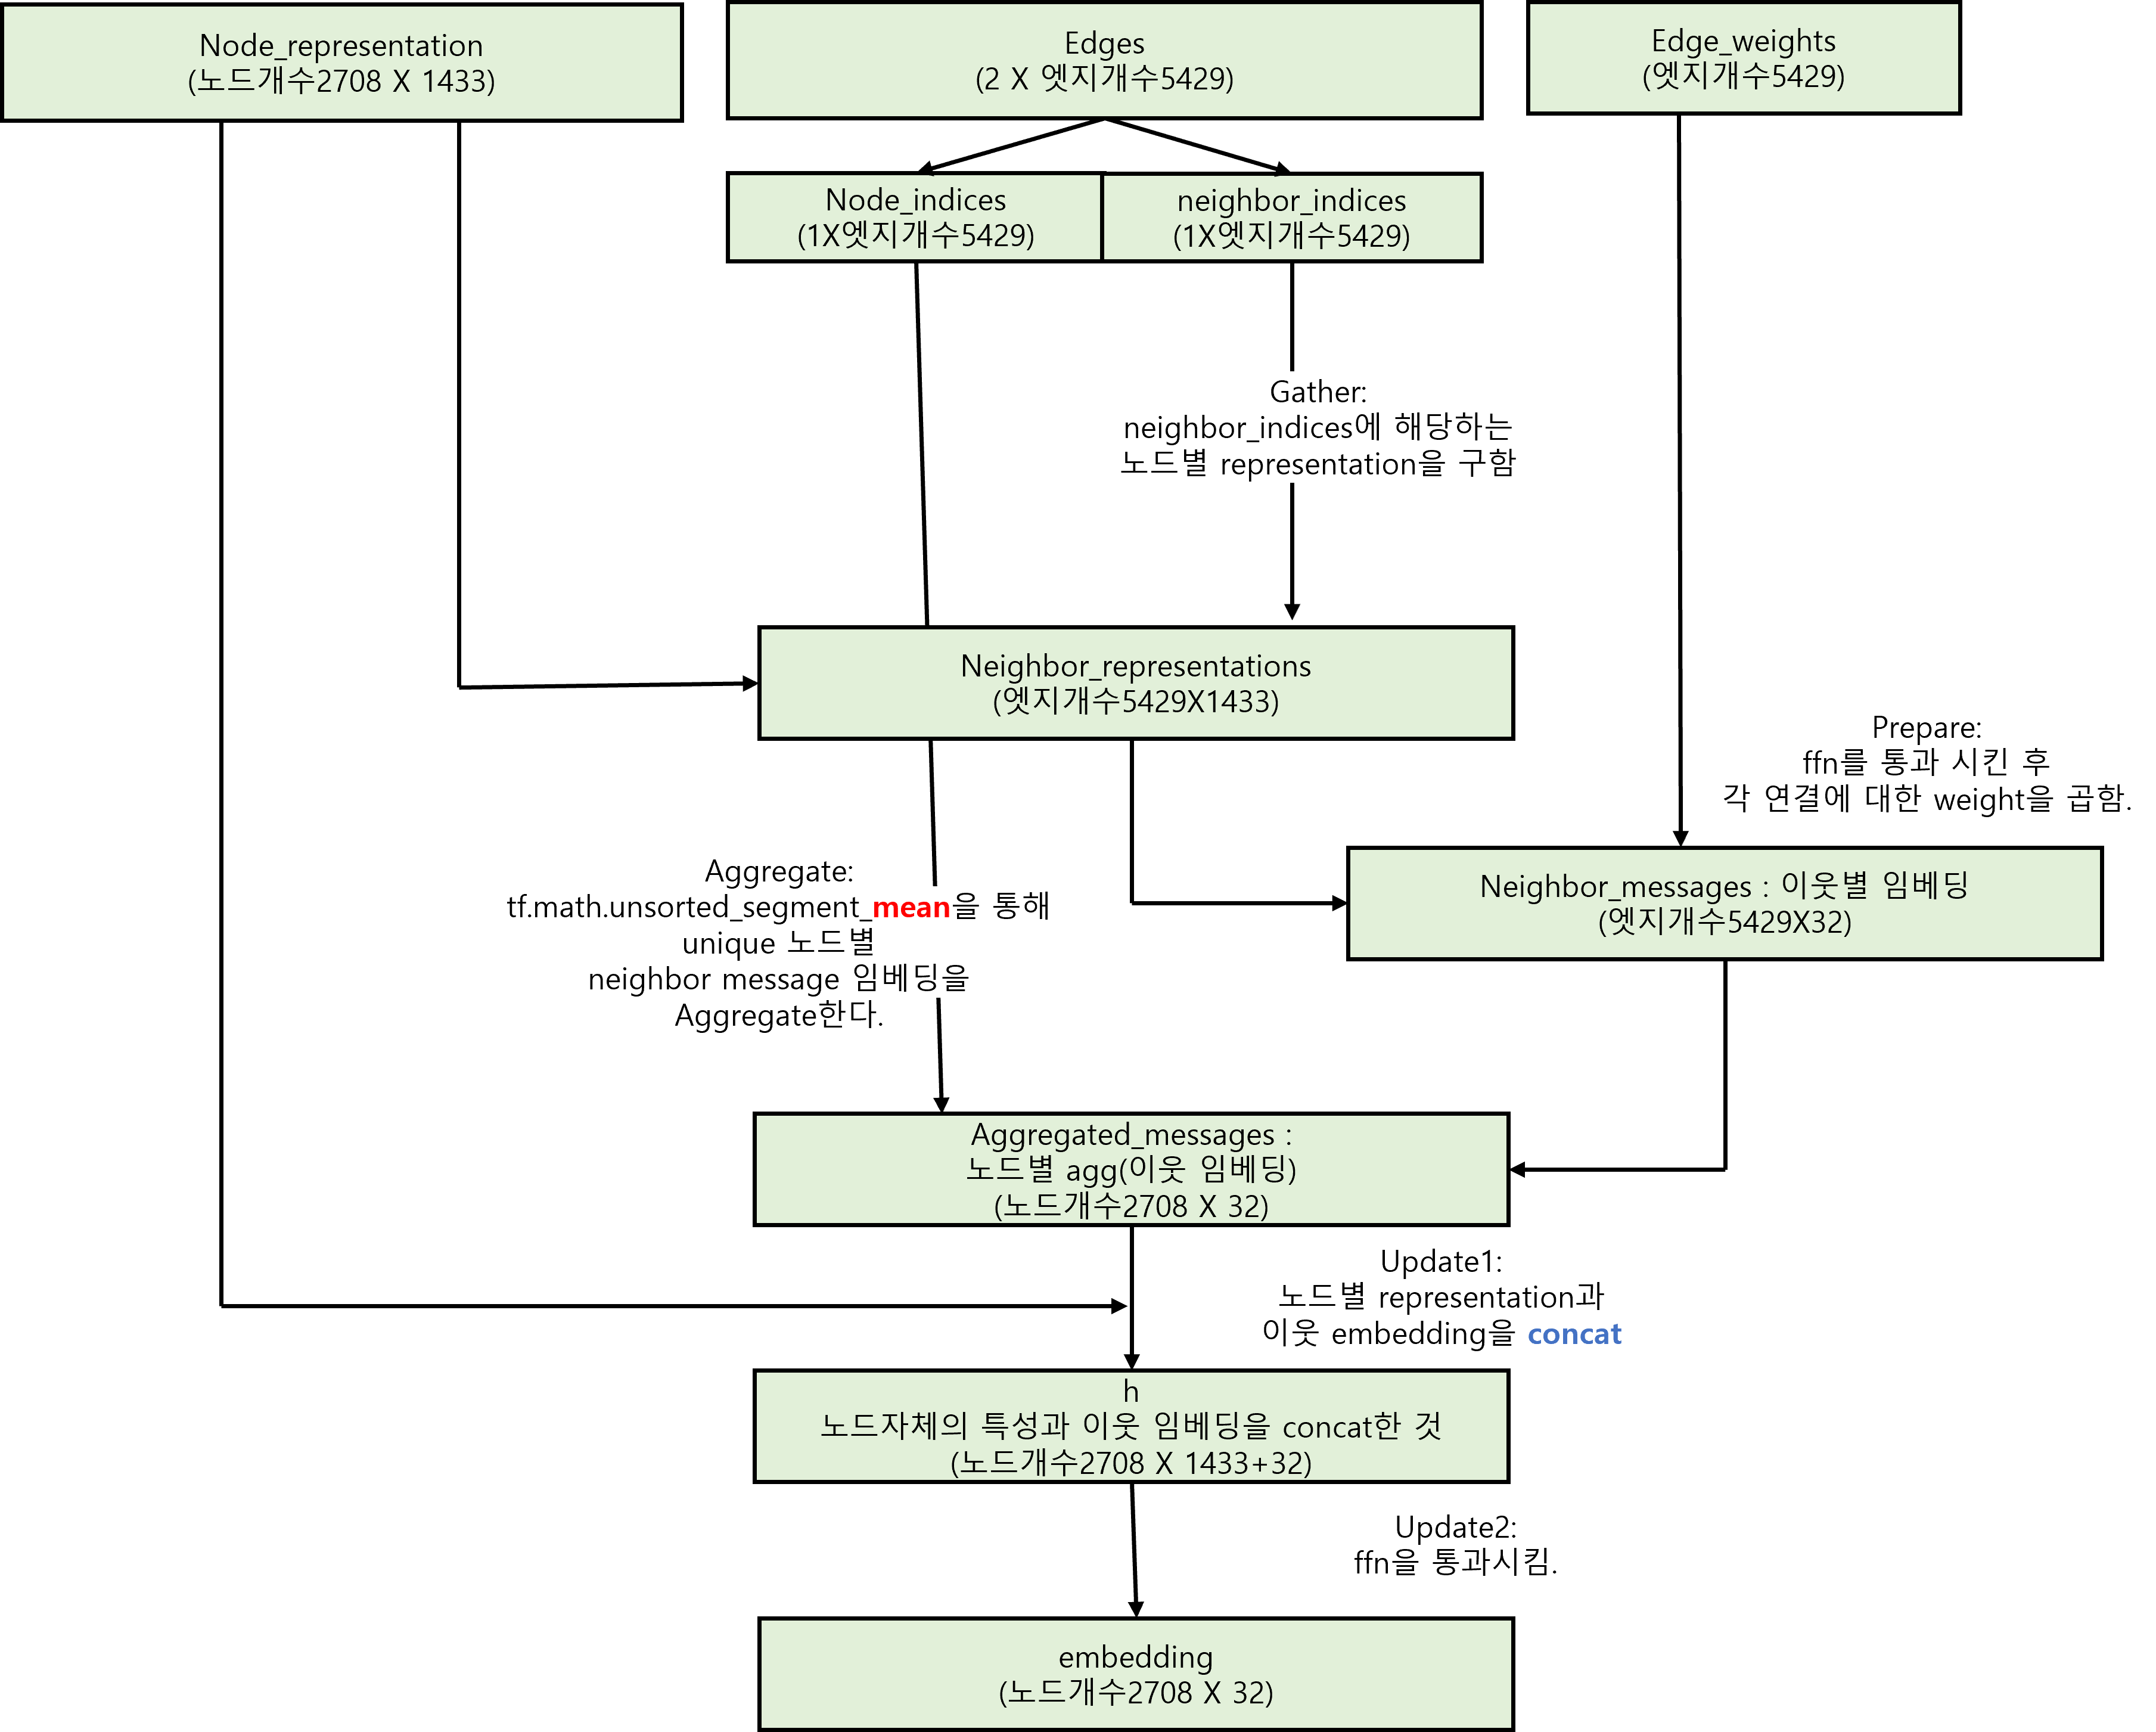 Node_representation
(노드개수2708 X 1433)
Edges
(2 X 엣지개수5429)
Edge_weights
(엣지개수5429)
Node_indices
(1X엣지개수5429)
neighbor_indices
(1X엣지개수5429)
Gather:
neighbor_indices에 해당하는
노드별 representation을 구함
Neighbor_representations
(엣지개수5429X1433)
Prepare:
ffn를 통과 시킨 후
각 연결에 대한 weight을 곱함.
Neighbor_messages : 이웃별 임베딩
(엣지개수5429X32)
Aggregate:
tf.math.unsorted_segment_mean을 통해
unique 노드별
neighbor message 임베딩을
Aggregate한다.
Aggregated_messages :
노드별 agg(이웃 임베딩)
(노드개수2708 X 32)
Update1:
노드별 representation과
이웃 embedding을 concat
h
노드자체의 특성과 이웃 임베딩을 concat한 것
(노드개수2708 X 1433+32)
Update2:
ffn을 통과시킴.
embedding
(노드개수2708 X 32)